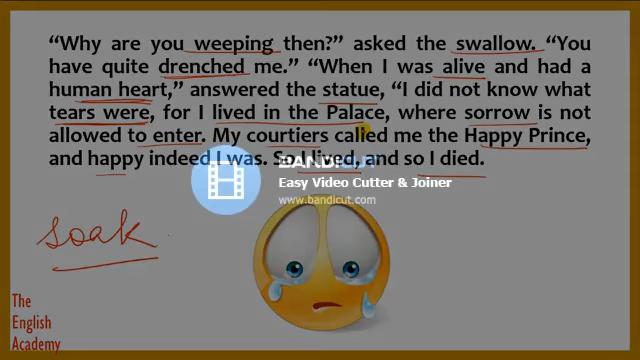 “Why are you weeping then?” asked the swallow. “You
have quite drenched me.” “When I was alive and had a
human heart,” answered the statue, “I did not know what
tears were, for I lived in the Palace, where sorrow is not
allowed to enter. My courtiers called me the Happy Prince,
and happy indeed I was. So I lived, and so I died.
BANDICUT
Easy Video Cutter & Joiner
www.bandicut.com
soak
The
English
Academy